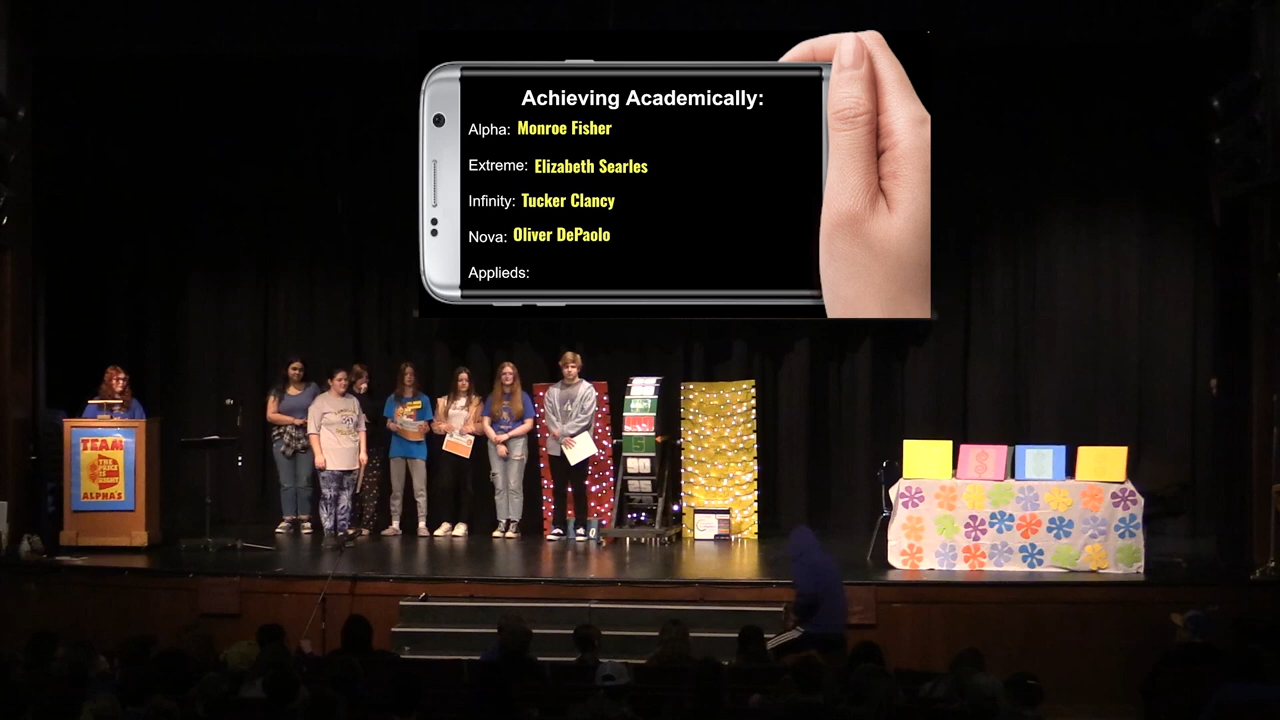 Achieving Academically:
Alpha: Monroe Fisher
Extreme: Elizabeth Searles
Infinity: Tucker Clancy
Nova: Oliver DePaolo
Applieds:
TEAM
THE
PRICE
IS
RIGHT
ALPHA'S